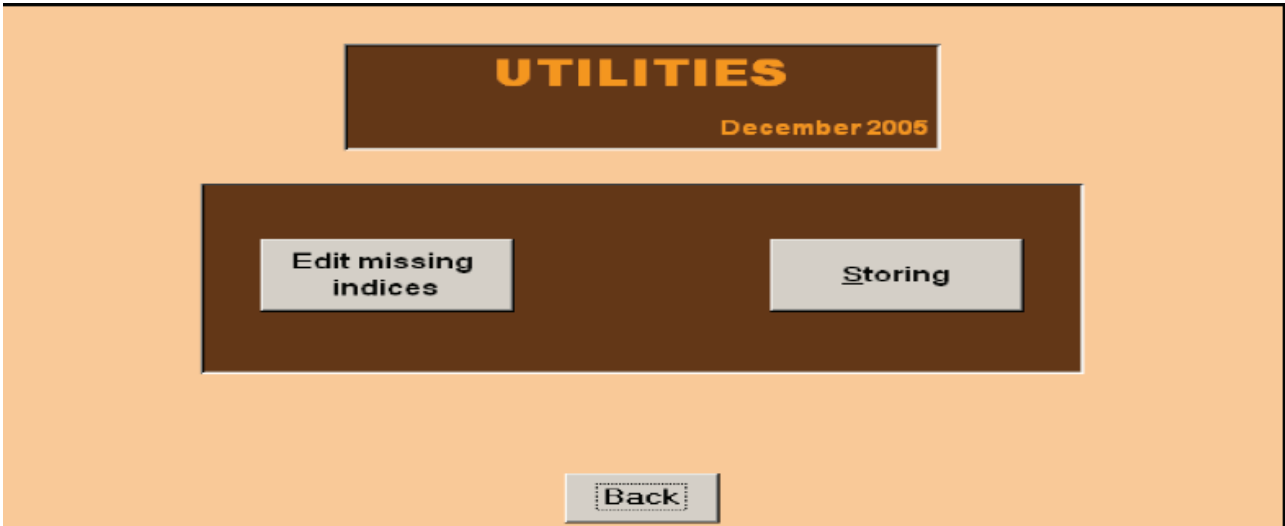 UTILITIES
December 2005
Edit missing
indices
Storing
Back